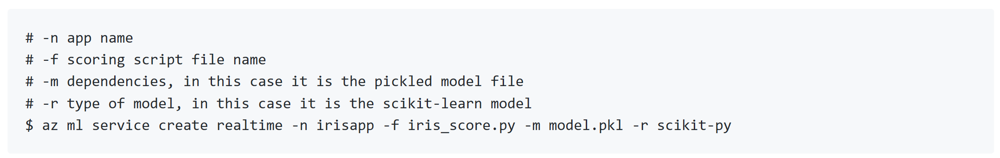 # -n app name
# -f scoring script file name
# -m dependencies, in this case it is the pickled model file
# -r type of model, in this case it is the scikit-learn model
$ az ml service create realtime -n irisapp -f iris_score.py -m model.pkl -r scikit-py